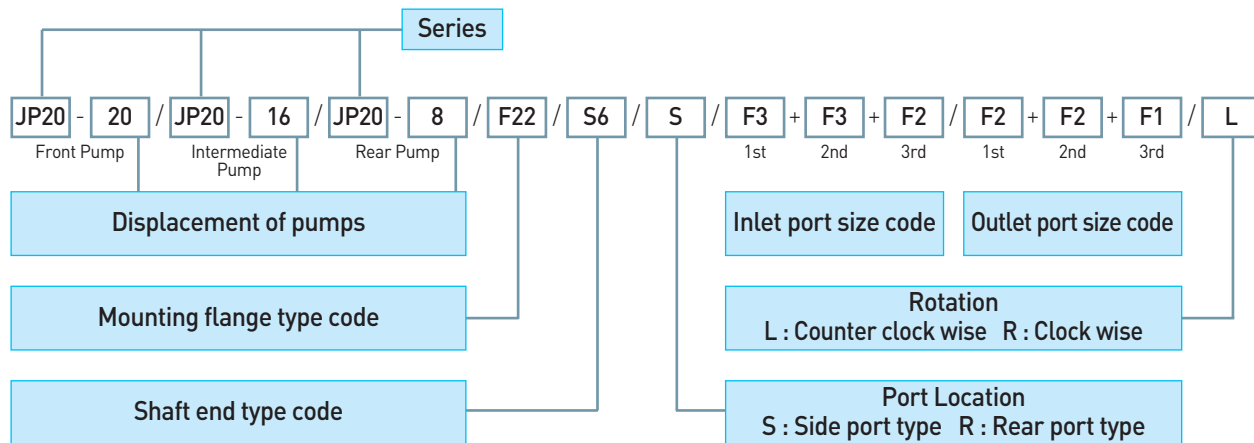 Series
JP20 - 20 / JP20 - 16 / JP20 - 8 / F22 / S6 / S / F3 + F3 + F2 / F2 + F2 + F1 / L
Front Pump Intermediate Pump Rear Pump 1st 2nd 3rd 1st 2nd 3rd
Displacement of pumps
Inlet port size code
Outlet port size code
Mounting flange type code
Rotation
L : Counter clock wise R : Clock wise
Shaft end type code
Port Location
S : Side port type R : Rear port type